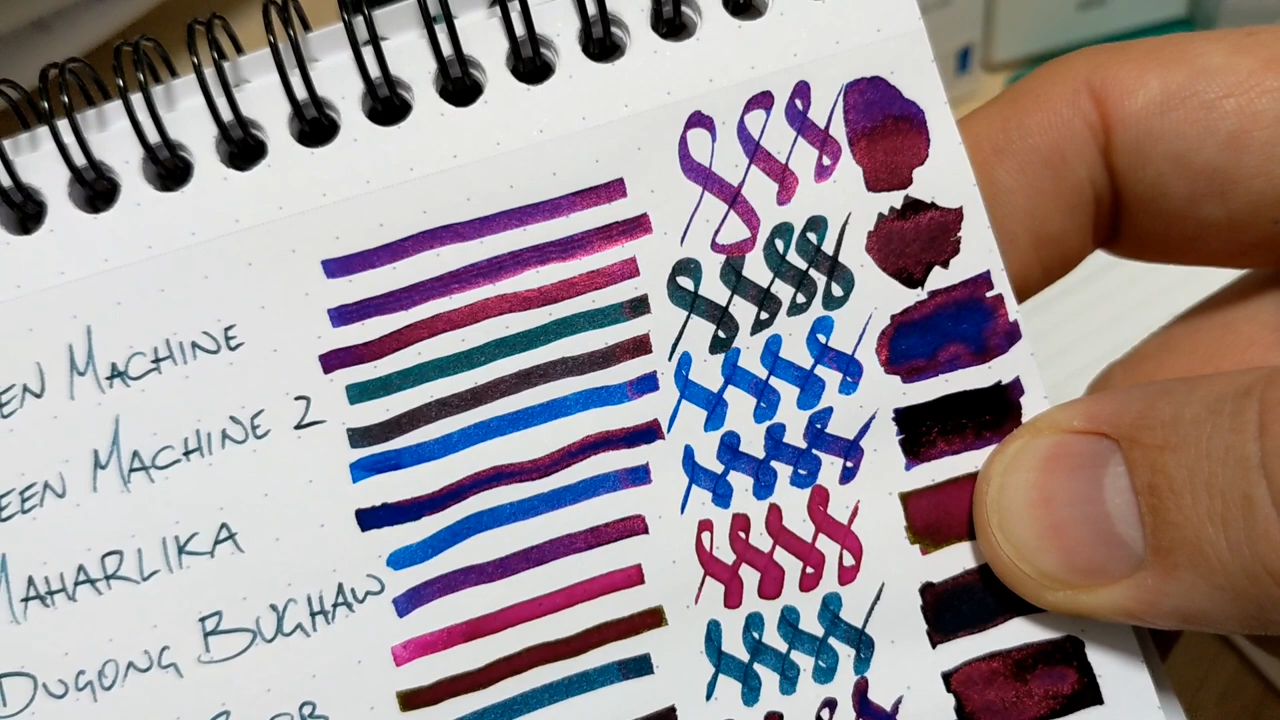 EEN MACHINE
EEN MACHINE 2
MAHARLIKA
DUGONG BUGHAW